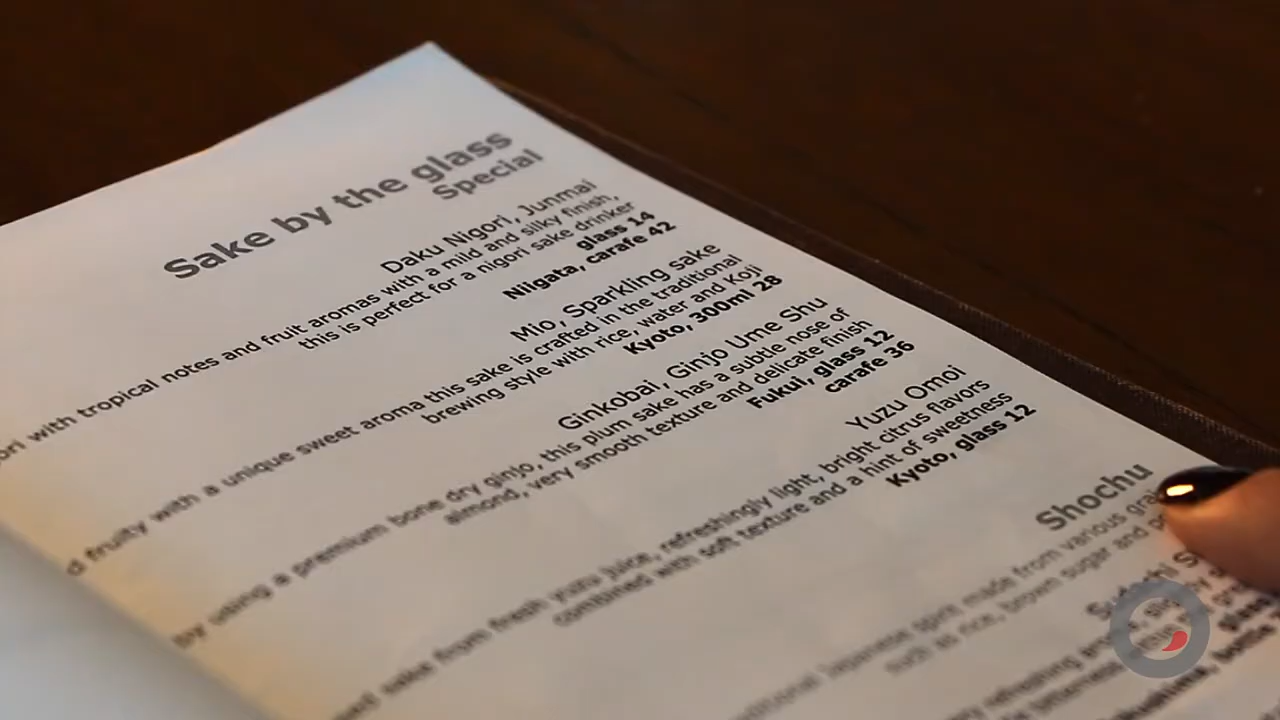 Sake by the glass
Special
Daku Nigori, Junmai
with tropical notes and fruit aromas with a mild and silky finish,
this is perfect for a nigori sake drinker
glass 14
Niigata, carafe 42
Mio, Sparkling sake
fruity with a unique sweet aroma this sake is crafted in the traditional
brewing style with rice, water and Koji
Kyoto, 300ml 28
Ginkobai, Ginjo Ume Shu
by using a premium bone dry ginjo, this plum sake has a subtle nose of
almond, very smooth texture and delicate finish
Fukui, glass 12
carafe 36
Yuzu Omoi
sake from fresh yuzu juice, refreshingly light, bright citrus flavors
combined with soft texture and a hint of sweetness
Kyoto, glass 12
Shochu
Japanese spirit made from various
such as rice, brown sugar and
refreshing